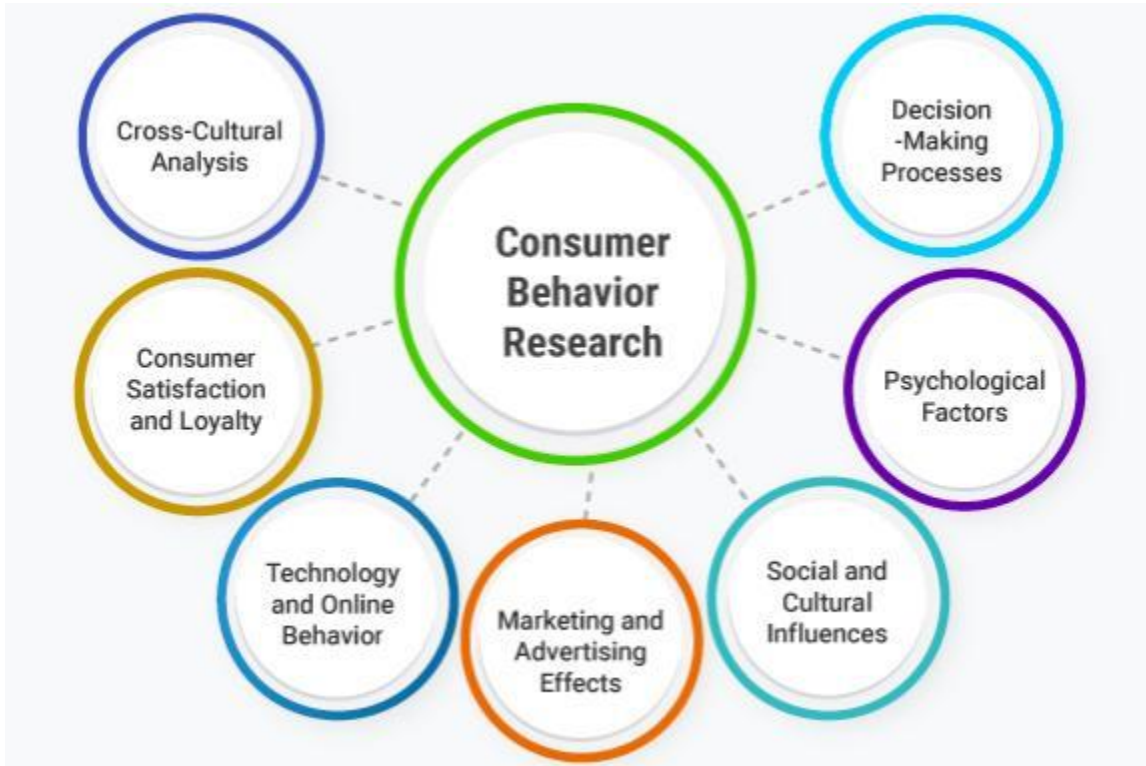 Cross-Cultural
Analysis
Decision
-Making
Processes
Consumer
Behavior
Research
Consumer
Satisfaction
and Loyalty
Psychological
Factors
Technology
and Online
Behavior
Marketing and
Advertising
Effects
Social and
Cultural
Influences